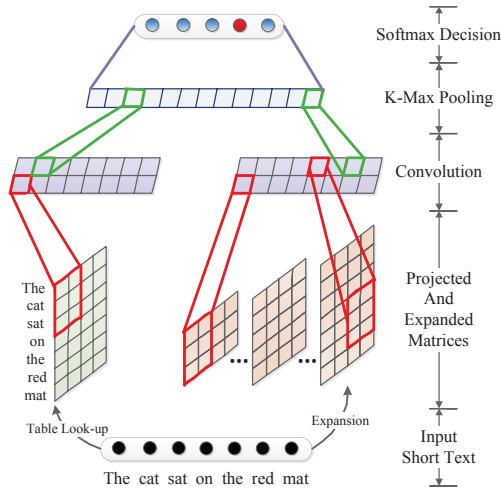 Softmax Decision
K-Max Pooling
Convolution
Projected
And
Expanded
Matrices
The
cat
sat
on
the
red
mat
...
...
Table Look-up
Expansion
Input
Short Text
The cat sat on the red mat